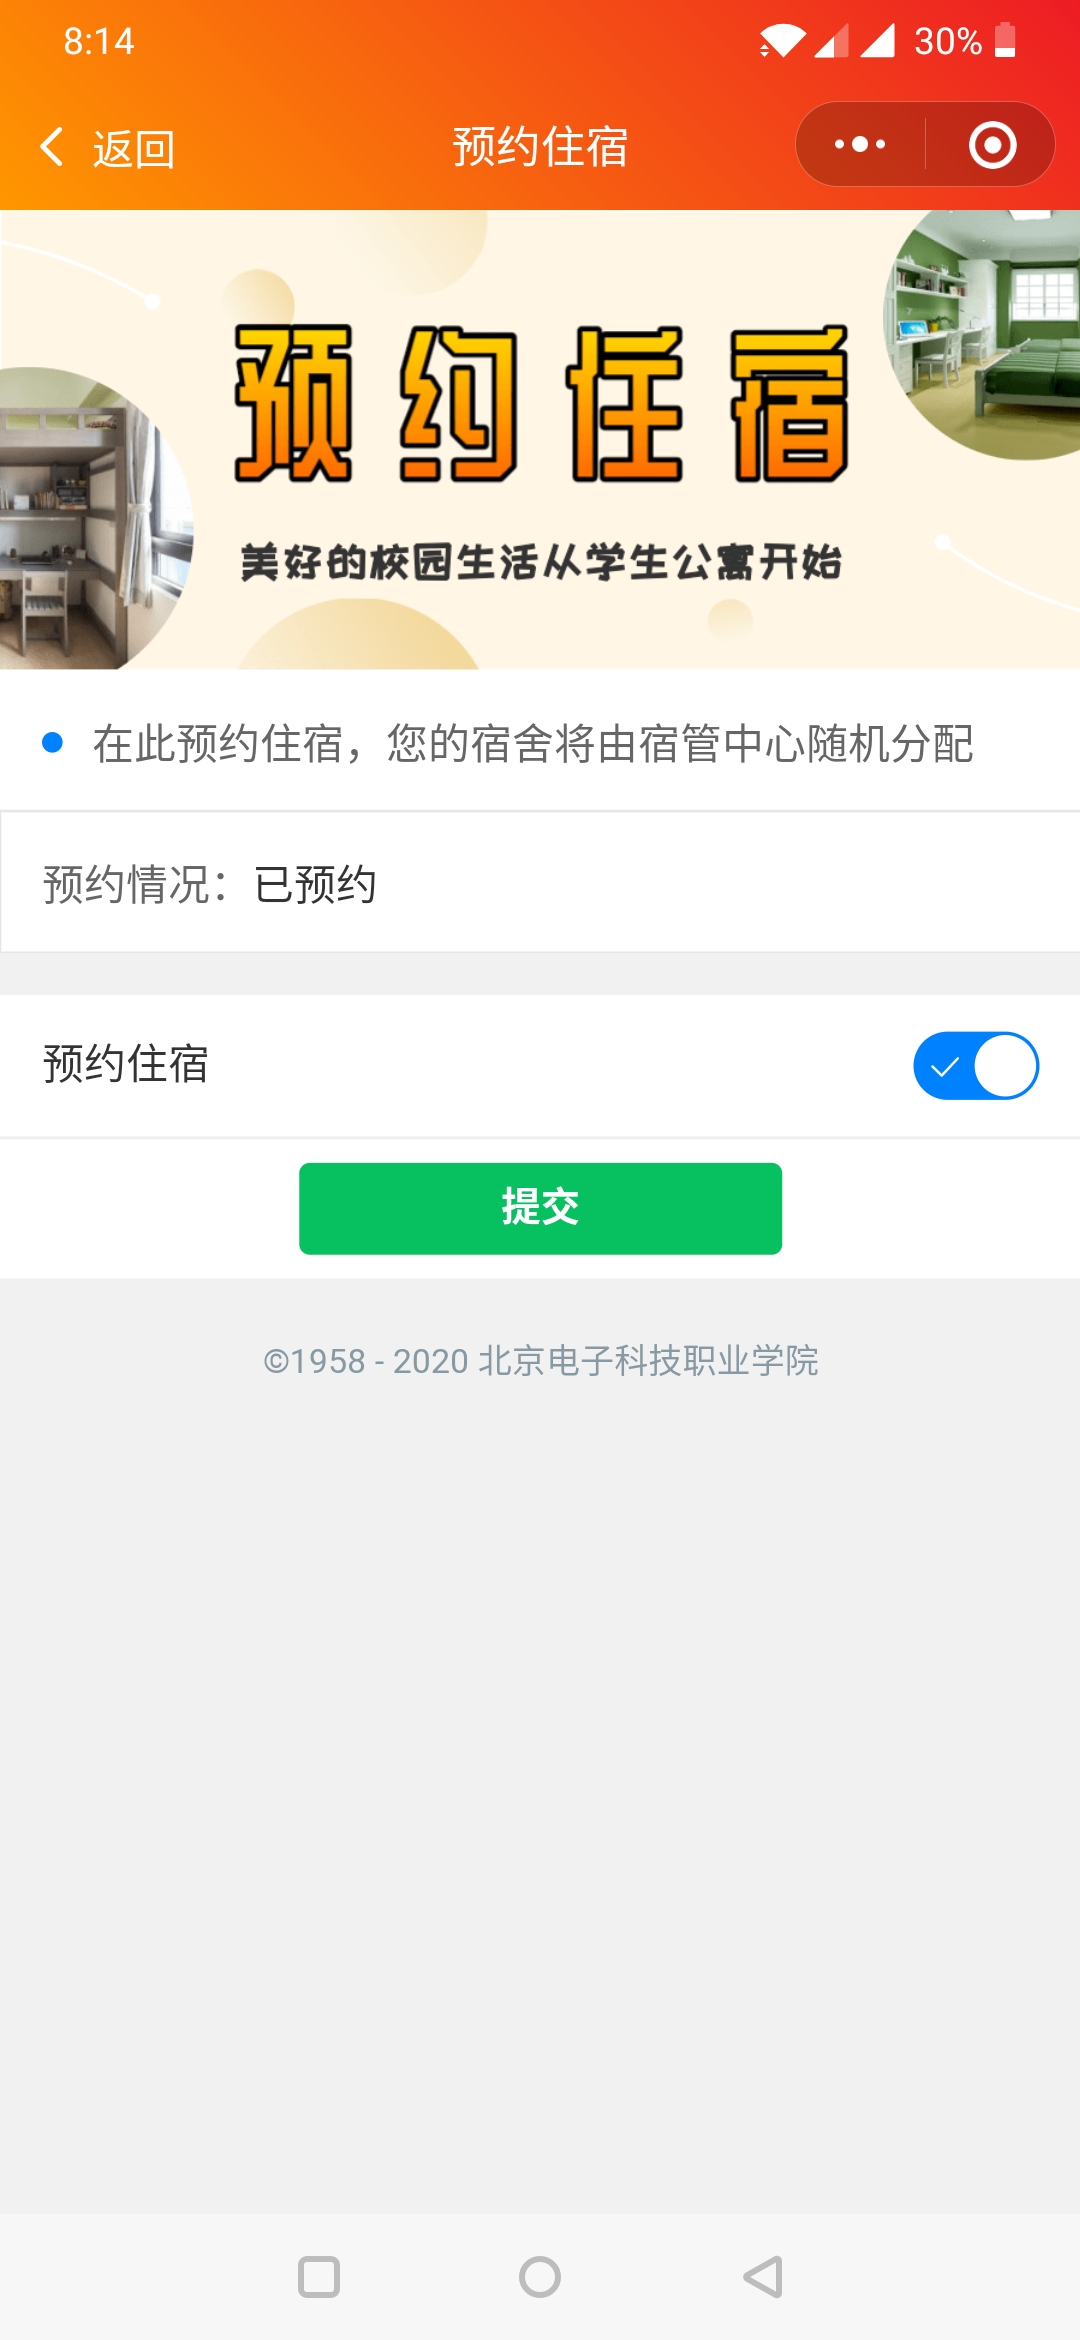 8:14
30%
返回
预约住宿
预约住宿
美好的校园生活从学生公寓开始
在此预约住宿，您的宿舍将由宿管中心随机分配
预约情况：已预约
预约住宿
提交
©1958 - 2020 北京电子科技职业学院